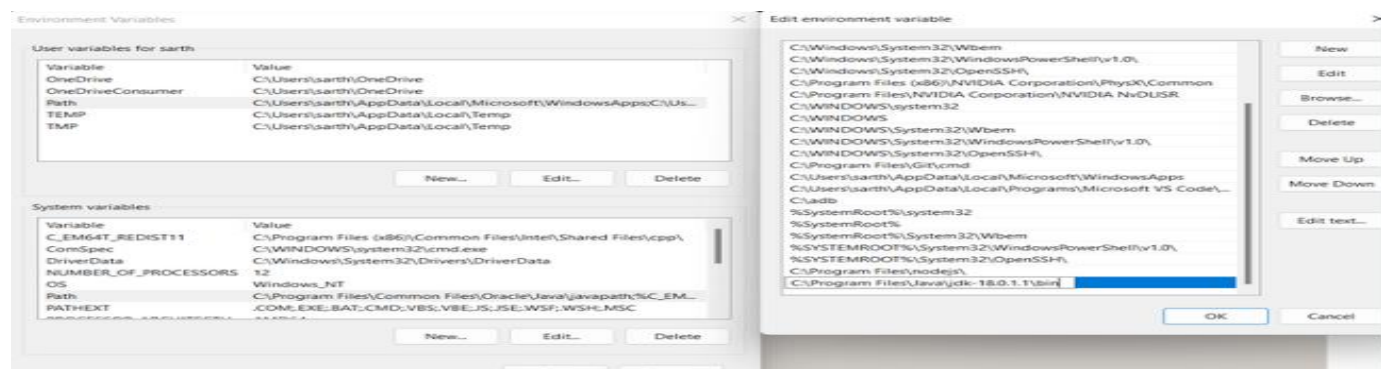 Environment Variables
User variables for sarth
Variable Value
OneDrive C:\Users\sarth\OneDrive
OneDriveConsumer C:\Users\sarth\OneDrive
Path C:\Users\sarth\AppData\Local\Microsoft\WindowsApps;C:\Us...
TEMP C:\Users\sarth\AppData\Local\Temp
TMP C:\Users\sarth\AppData\Local\Temp
New... Edit... Delete
System variables
Variable Value
C_EM64T_REDIST11 C:\Program Files (x86)\Common Files\Intel\Shared Files\cpp\
ComSpec C:\WINDOWS\system32\cmd.exe
DriverData C:\Windows\System32\Drivers\DriverData
NUMBER_OF_PROCESSORS 12
OS Windows_NT
Path C:\Program Files\Common Files\Oracle\Java\javapath;%C_EM...
PATHEXT .COM;.EXE;.BAT;.CMD;.VBS;.VBE;.JS;.JSE;.WSF;.WSH;.MSC
New... Edit... Delete
Edit environment variable
C:\Windows\System32\Wbem
C:\Windows\System32\WindowsPowerShell\v1.0\
C:\Windows\System32\OpenSSH\
C:\Program Files (x86)\NVIDIA Corporation\PhysX\Common
C:\Program Files\NVIDIA Corporation\NVIDIA NvDLISR
C:\WINDOWS\system32
C:\WINDOWS
C:\WINDOWS\System32\Wbem
C:\WINDOWS\System32\WindowsPowerShell\v1.0\
C:\WINDOWS\System32\OpenSSH\
C:\Program Files\Git\cmd
C:\Users\sarth\AppData\Local\Microsoft\WindowsApps
C:\Users\sarth\AppData\Local\Programs\Microsoft VS Code\...
C:\adb
%SystemRoot%\system32
%SystemRoot%
%SystemRoot%\System32\Wbem
%SYSTEMROOT%\System32\WindowsPowerShell\v1.0\
%SYSTEMROOT%\System32\OpenSSH\
C:\Program Files\nodejs\
C:\Program Files\Java\jdk-18.0.1.1\bin
New
Edit
Browse...
Delete
Move Up
Move Down
Edit text...
OK Cancel